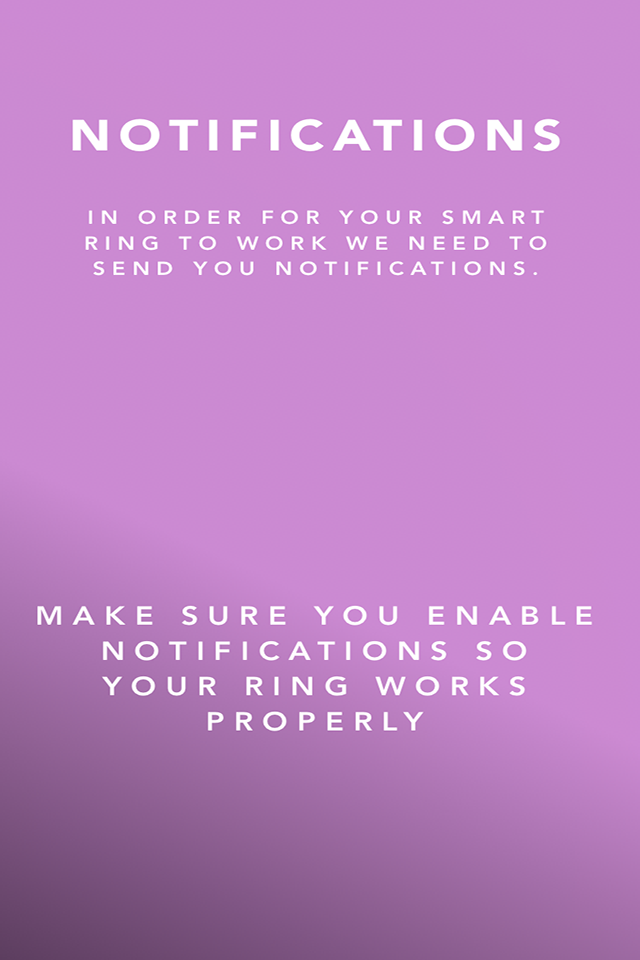 NOTIFICATIONS
IN ORDER FOR YOUR SMART
RING TO WORK WE NEED TO
SEND YOU NOTIFICATIONS.
MAKE SURE YOU ENABLE
NOTIFICATIONS SO
YOUR RING WORKS
PROPERLY